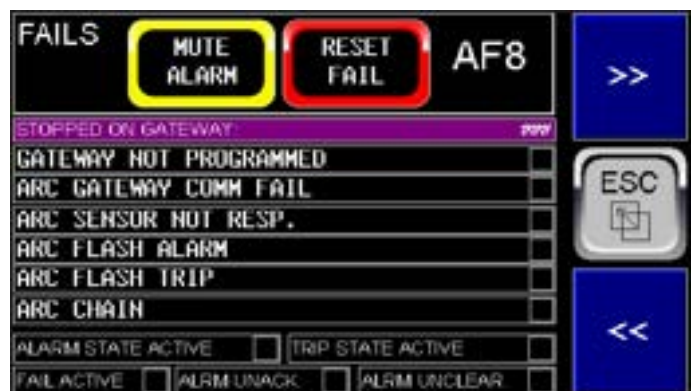 FAILS
MUTE ALARM
RESET FAIL
AF8
>>
STOPPED ON GATEWAY:
GATEWAY NOT PROGRAMMED
ARC GATEWAY COMM FAIL
ARC SENSOR NOT RESP.
ARC FLASH ALARM
ARC FLASH TRIP
ARC CHAIN
ESC
ALARM STATE ACTIVE
TRIP STATE ACTIVE
<<
FAIL ACTIVE
ALRM UNACK
ALRM UNCLEAR